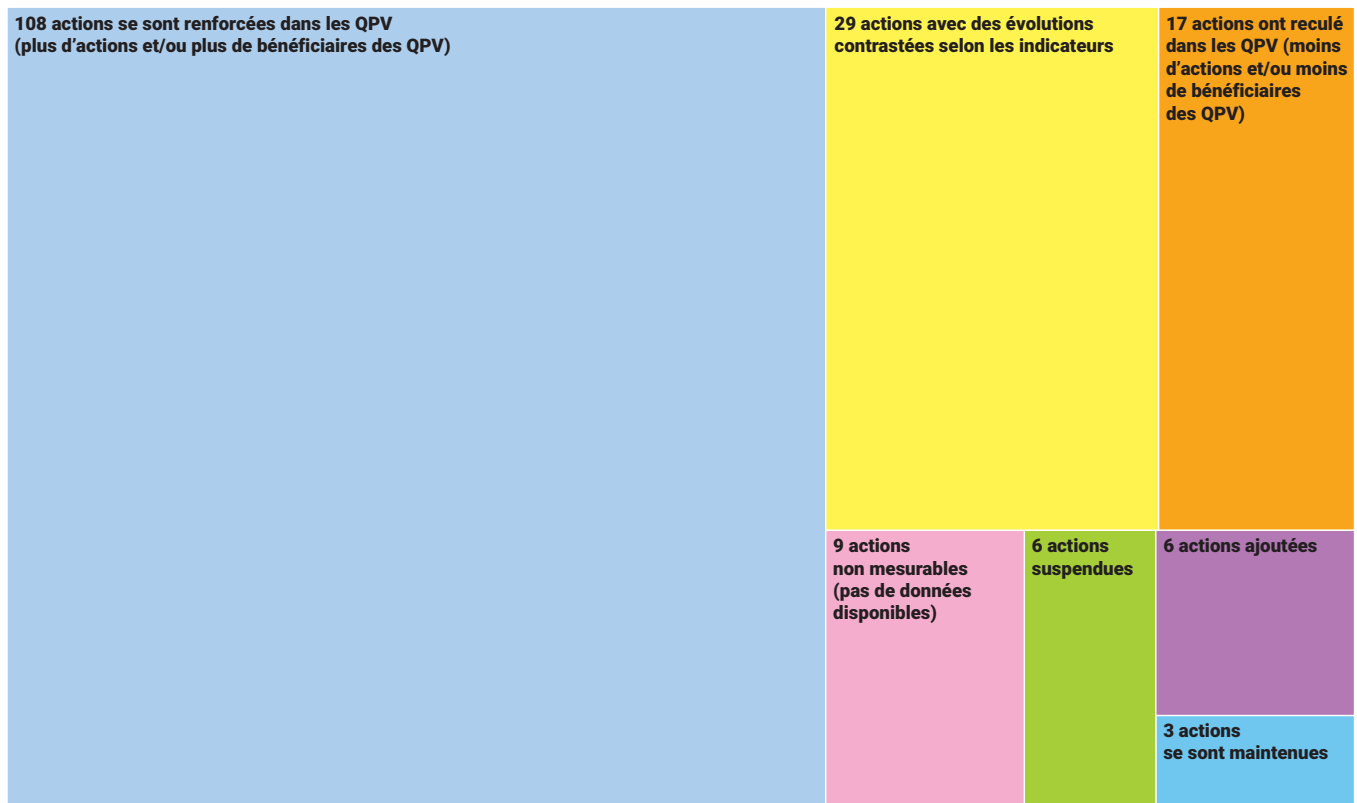 108 actions se sont renforcées dans les QPV
(plus d’actions et/ou plus de bénéficiaires des QPV)
29 actions avec des évolutions
contrastées selon les indicateurs
17 actions ont reculé
dans les QPV (moins
d’actions et/ou moins
de bénéficiaires
des QPV)
9 actions
non mesurables
(pas de données
disponibles)
6 actions
suspendues
6 actions ajoutées
3 actions
se sont maintenues